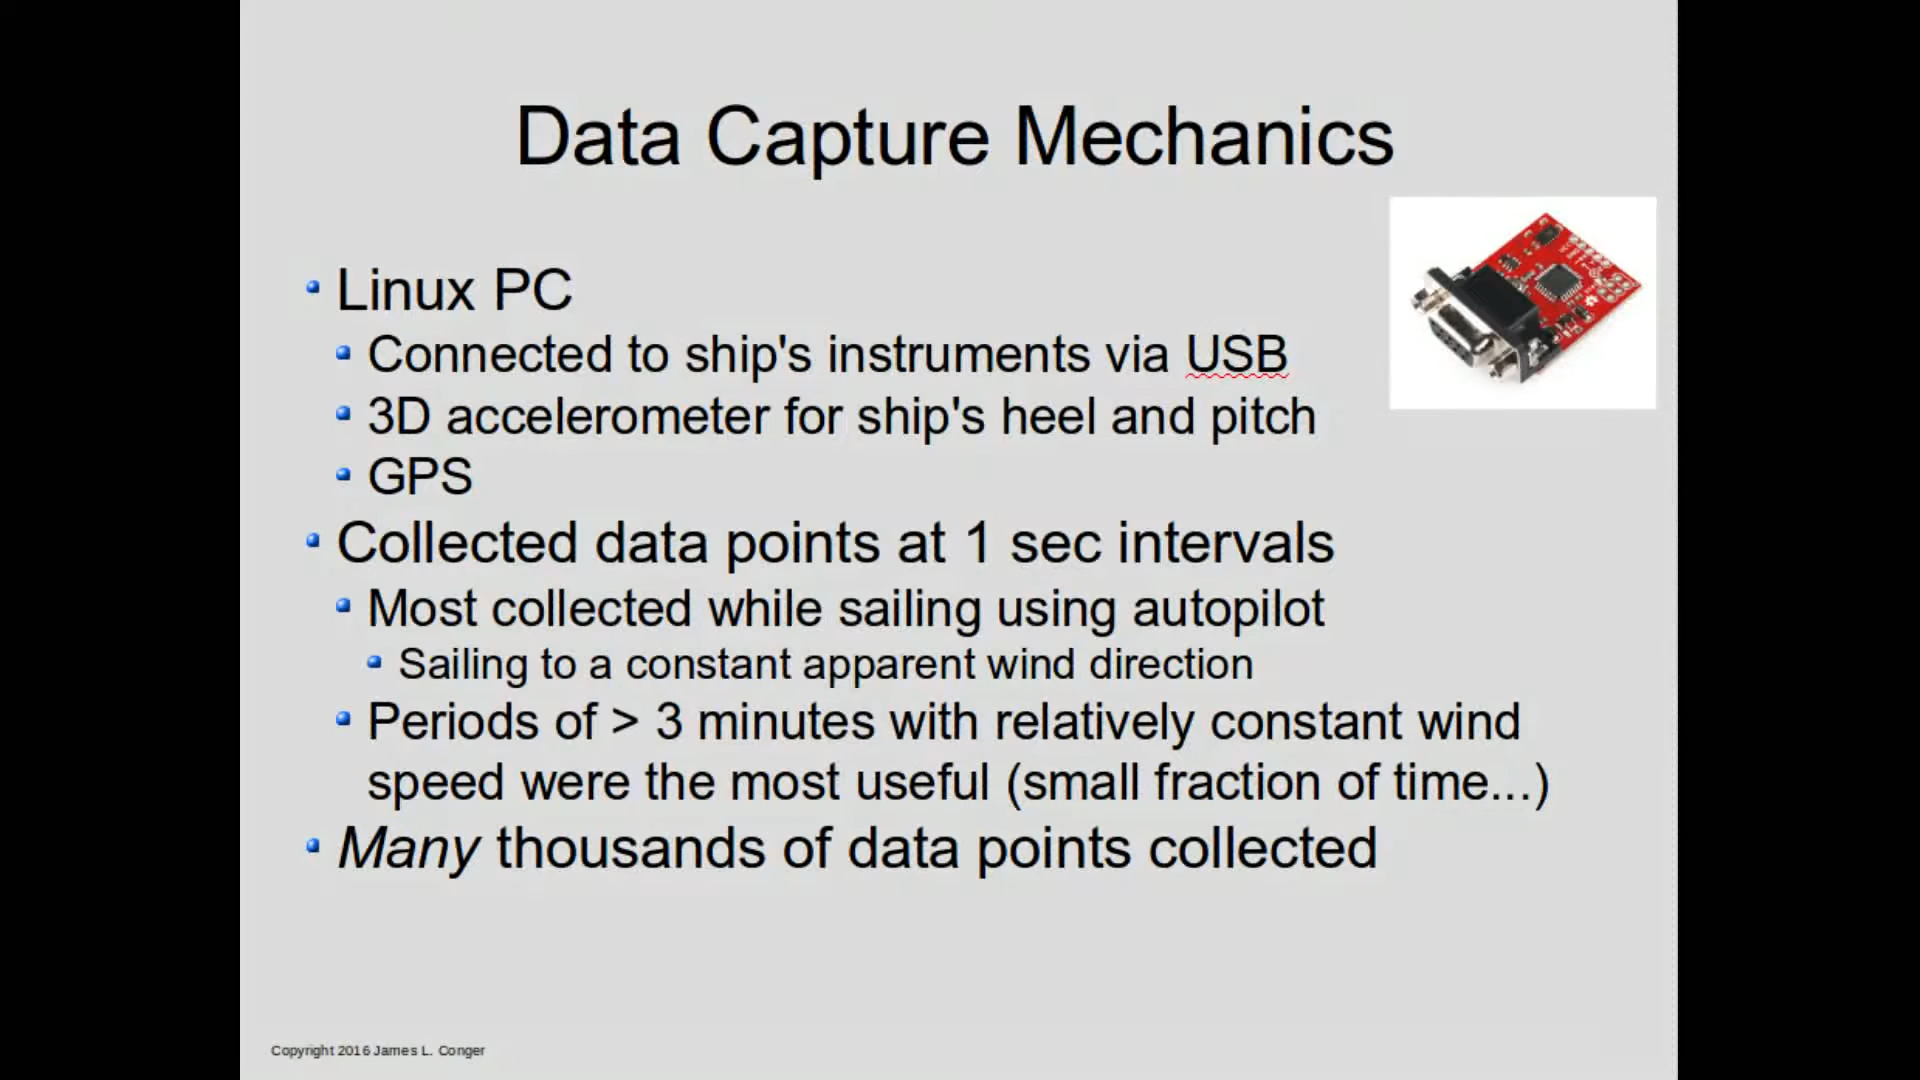 Data Capture Mechanics
Linux PC
Connected to ship's instruments via USB
3D accelerometer for ship's heel and pitch
GPS
Collected data points at 1 sec intervals
Most collected while sailing using autopilot
Sailing to a constant apparent wind direction
Periods of > 3 minutes with relatively constant wind
speed were the most useful (small fraction of time...)
Many thousands of data points collected
Copyright 2016 James L. Conger